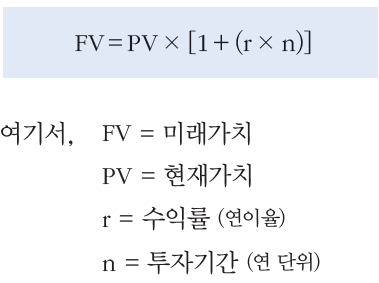 FV=PV × [1 + (r × n)]
여기서, FV = 미래가치
PV = 현재가치
r = 수익률 (연이율)
n = 투자기간 (연 단위)